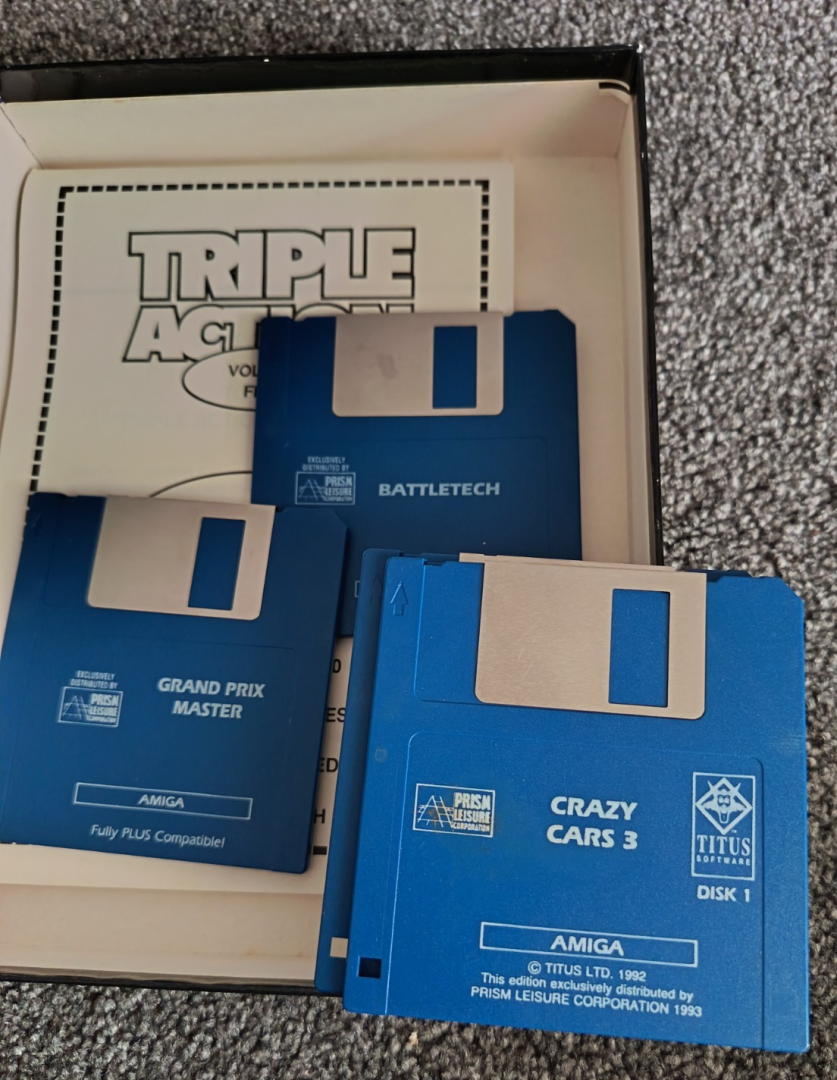 TRIPLE
ACTION
EXCLUSIVELY
DISTRIBUTED BY
PRISM
LEISURE
CORPORATION
BATTLETECH
EXCLUSIVELY
DISTRIBUTED BY
PRISM
LEISURE
CORPORATION
GRAND PRIX
MASTER
AMIGA
Fully PLUS Compatible!
PRISM
LEISURE
CORPORATION
CRAZY
CARS 3
TITUS
SOFTWARE
DISK 1
AMIGA
© TITUS LTD. 1992
This edition exclusively distributed by
PRISM LEISURE CORPORATION 1993